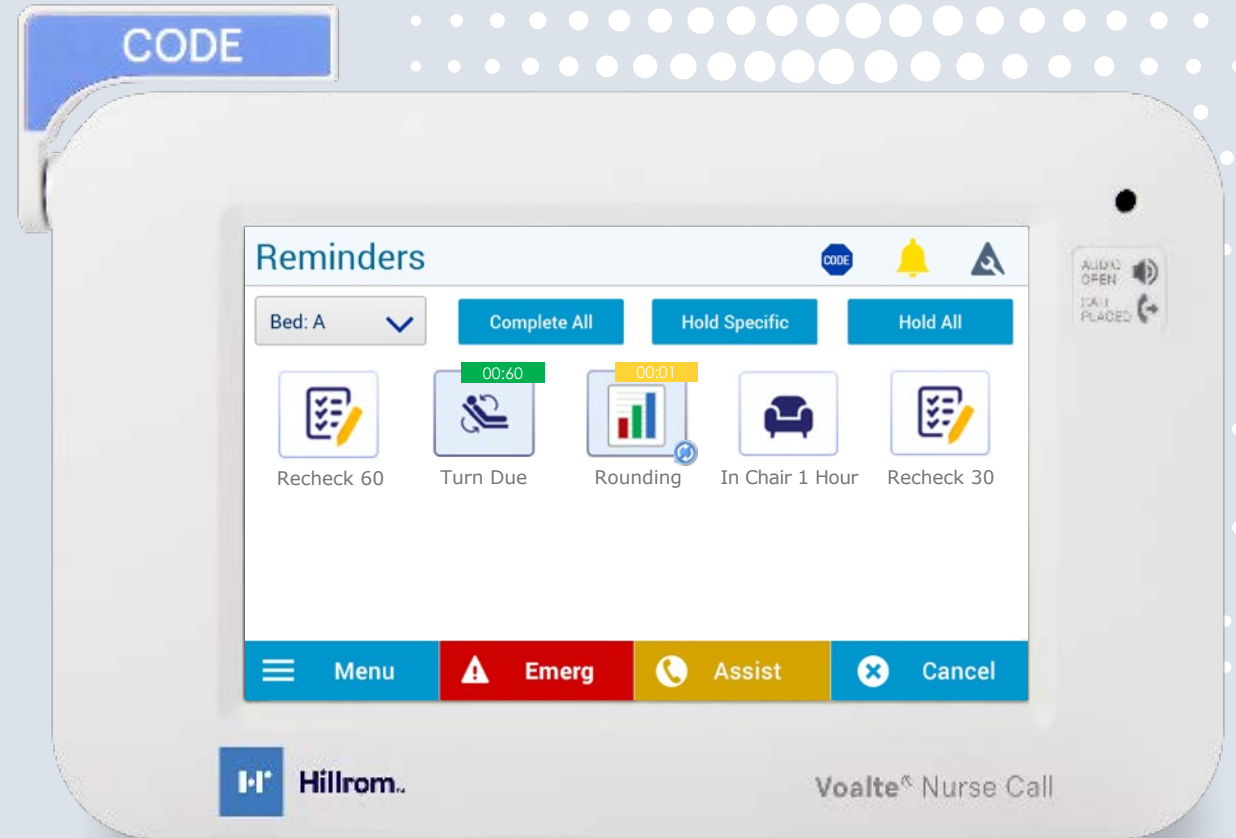 CODE
Reminders
CODE
AUDIO
OPEN
Bed: A
Complete All
Hold Specific
Hold All
CALL
PLACED
00:60
00:01
Recheck 60
Turn Due
Rounding
In Chair 1 Hour
Recheck 30
Menu
Emerg
Assist
Cancel
Hillrom™
Voalte® Nurse Call